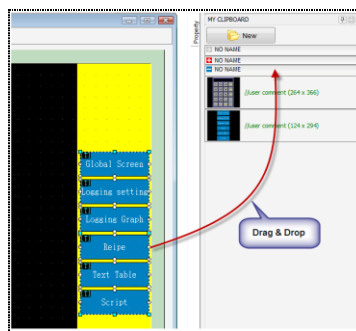 MY CLIPBOARD
Property
New
NO NAME
NO NAME
NO NAME
//user comment (264 x 366)
//user comment (124 x 294)
Global Screen
Logging setting
Logging Graph
Reipe
Text Table
Script
Drag & Drop